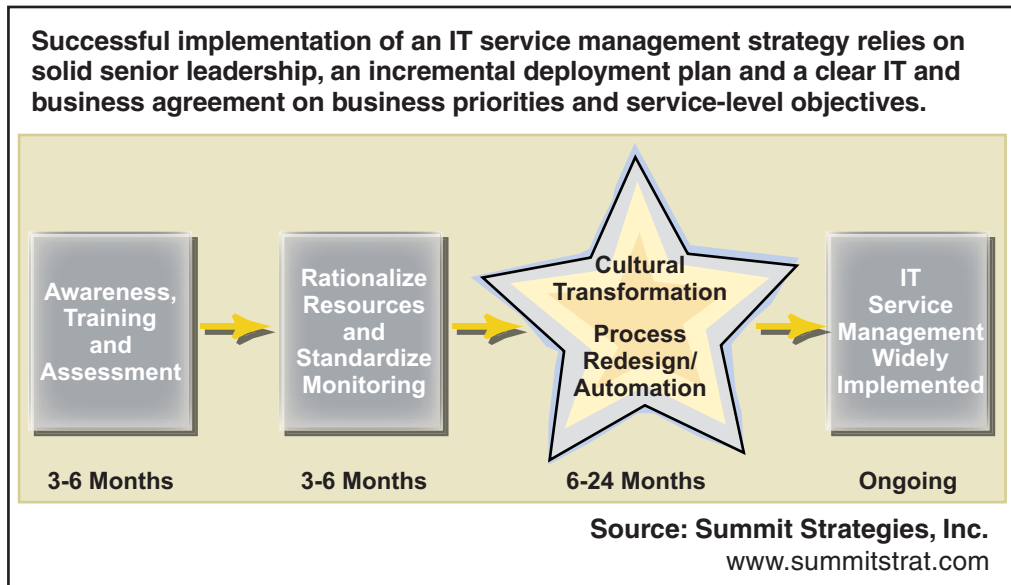 Successful implementation of an IT service management strategy relies on
solid senior leadership, an incremental deployment plan and a clear IT and
business agreement on business priorities and service-level objectives.
Awareness,
Training
and
Assessment
3-6 Months
Rationalize
Resources
and
Standardize
Monitoring
3-6 Months
Cultural
Transformation
Process
Redesign/
Automation
6-24 Months
IT
Service
Management
Widely
Implemented
Ongoing
Source: Summit Strategies, Inc.
www.summitstrat.com